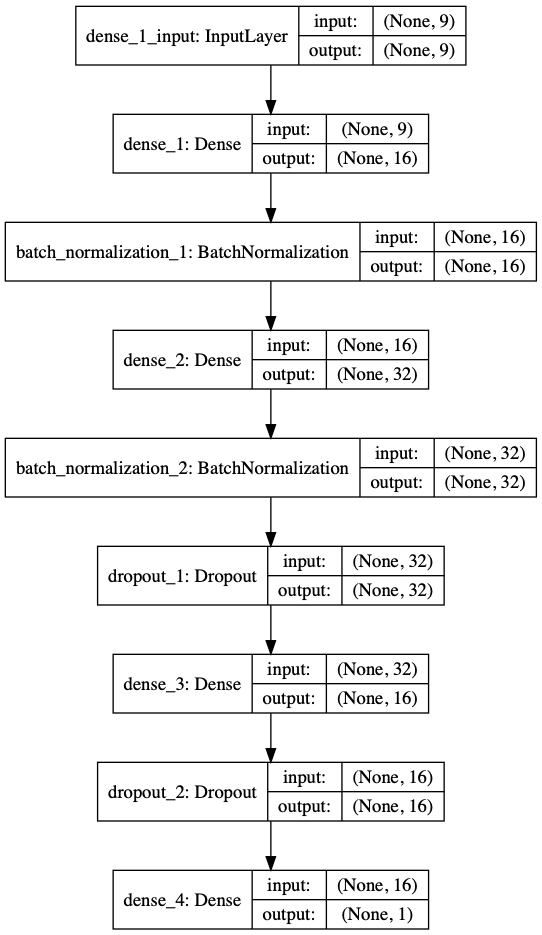 dense_1_input: InputLayer
input: (None, 9)
output: (None, 9)
dense_1: Dense
input: (None, 9)
output: (None, 16)
batch_normalization_1: BatchNormalization
input: (None, 16)
output: (None, 16)
dense_2: Dense
input: (None, 16)
output: (None, 32)
batch_normalization_2: BatchNormalization
input: (None, 32)
output: (None, 32)
dropout_1: Dropout
input: (None, 32)
output: (None, 32)
dense_3: Dense
input: (None, 32)
output: (None, 16)
dropout_2: Dropout
input: (None, 16)
output: (None, 16)
dense_4: Dense
input: (None, 16)
output: (None, 1)